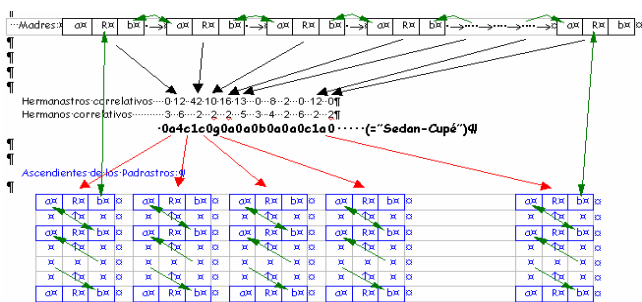 Madres: a R b a R b a R b a R b a R b
Hermanastros correlativos 0 12 42 10 16 13 0 8 2 0 12 0
Hermanos correlativos 3 6 2 2 2 5 3 4 2 6 2 2
0a4c1c0g0a0a0b0a0a0c1a0 (="Sedan-Cupé")
Ascendientes de los Padrastros:
a R b a R b a R b a R b a R b
a R b a R b a R b a R b a R b
a R b a R b a R b a R b a R b